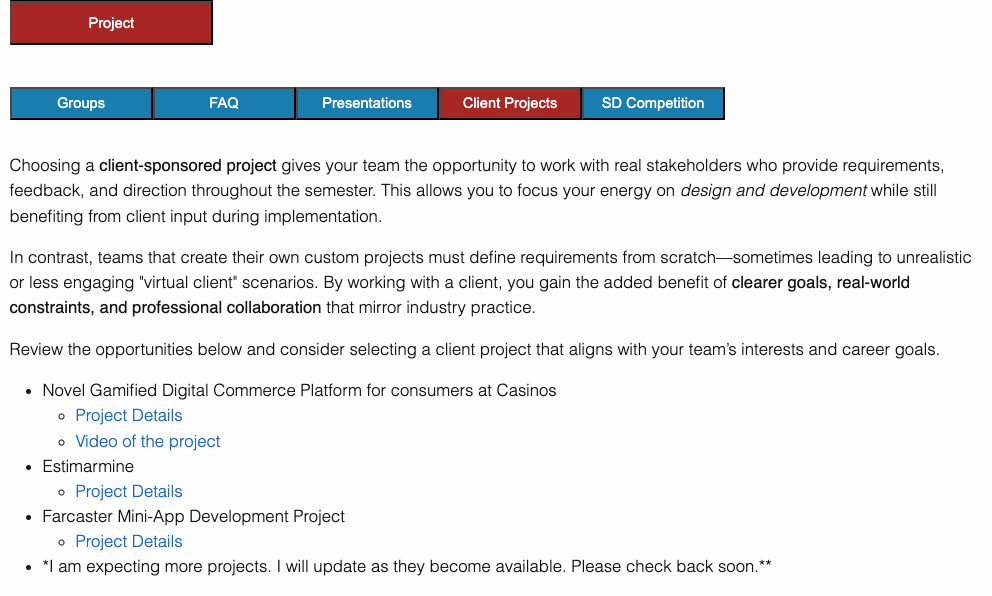 Project
Groups
FAQ
Presentations
Client Projects
SD Competition
Choosing a client-sponsored project gives your team the opportunity to work with real stakeholders who provide requirements,
feedback, and direction throughout the semester. This allows you to focus your energy on design and development while still
benefiting from client input during implementation.
In contrast, teams that create their own custom projects must define requirements from scratch—sometimes leading to unrealistic
or less engaging "virtual client" scenarios. By working with a client, you gain the added benefit of clearer goals, real-world
constraints, and professional collaboration that mirror industry practice.
Review the opportunities below and consider selecting a client project that aligns with your team’s interests and career goals.
Novel Gamified Digital Commerce Platform for consumers at Casinos
Project Details
Video of the project
Estimarmine
Project Details
Farcaster Mini-App Development Project
Project Details
*I am expecting more projects. I will update as they become available. Please check back soon.**